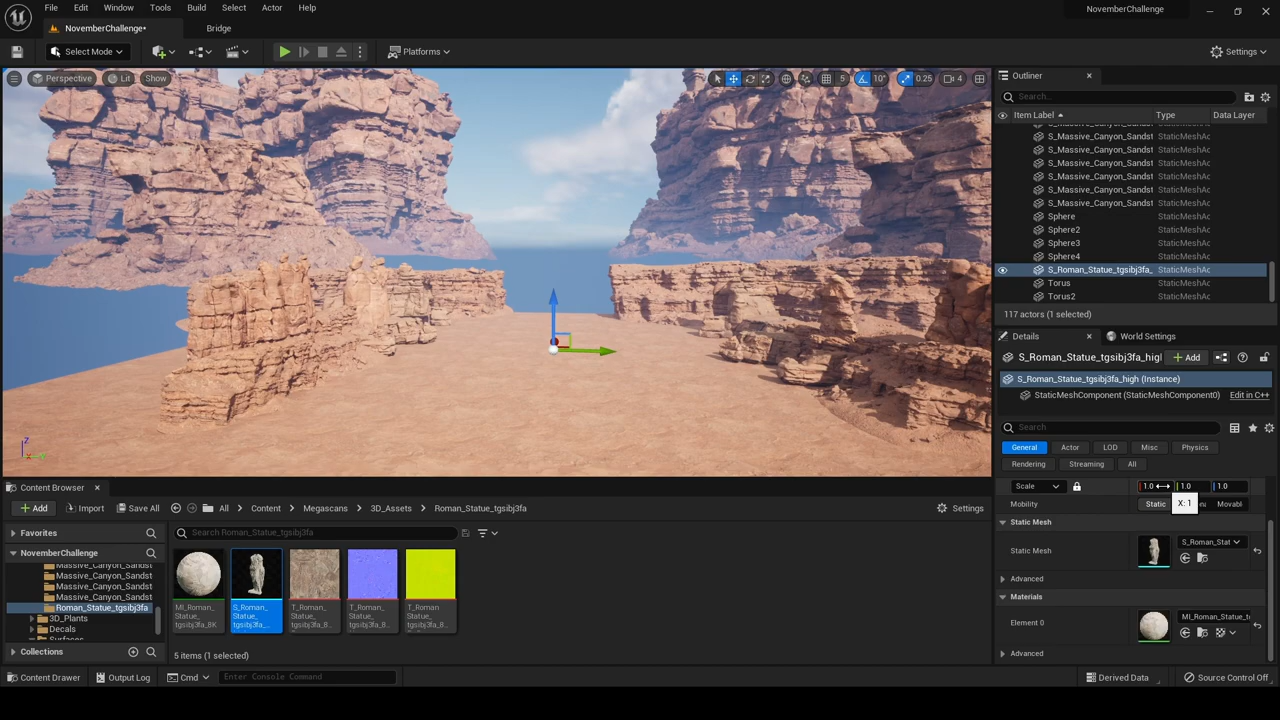 File Edit Window Tools Build Select Actor Help
NovemberChallenge
NovemberChallenge•
Bridge
Select Mode
Platforms
Settings
Perspective Lit Show
5 10° 0.25 4
Outliner
Search...
Item Label Type Data Layer
S_Massive_Canyon_Sandst StaticMeshAc
S_Massive_Canyon_Sandst StaticMeshAc
S_Massive_Canyon_Sandst StaticMeshAc
S_Massive_Canyon_Sandst StaticMeshAc
S_Massive_Canyon_Sandst StaticMeshAc
S_Massive_Canyon_Sandst StaticMeshAc
S_Massive_Canyon_Sandst StaticMeshAc
Sphere StaticMeshAc
Sphere2 StaticMeshAc
Sphere3 StaticMeshAc
Sphere4 StaticMeshAc
S_Roman_Statue_tgsibj3fa_ StaticMeshAc
Torus StaticMeshAc
Torus2 StaticMeshAc
117 actors (1 selected)
Details
World Settings
S_Roman_Statue_tgsibj3fa_higl
Add
S_Roman_Statue_tgsibj3fa_high (Instance)
StaticMeshComponent (StaticMeshComponent0) Edit in C++
Search
General Actor LOD Misc Physics
Rendering Streaming All
Scale 1.0 1.0 1.0
X: 1
Mobility Static Movabl
Static Mesh
Static Mesh S_Roman_Stat
Advanced
Materials
Element 0 MI_Roman_Statue_t
Advanced
Z
X Y
Content Browser
Add Import Save All All Content Megascans 3D_Assets Roman_Statue_tgsibj3fa Settings
Favorites
Search Roman_Statue_tgsibj3fa
NovemberChallenge
Massive_Canyon_Sandst
Massive_Canyon_Sandst
Massive_Canyon_Sandst
Massive_Canyon_Sandst
Roman_Statue_tgsibj3fa
3D_Plants
Decals
Surfaces
Collections
MI_Roman_
Statue_
tgsibj3fa_8K
S_Roman_
Statue_
tgsibj3fa_...
T_Roman_
Statue_
tgsibj3fa_8...
T_Roman_
Statue_
tgsibj3fa_8...
T_Roman
Statue_
tgsibj3fa_8...
5 items (1 selected)
Content Drawer Output Log Cmd Enter Console Command Derived Data Source Control Off